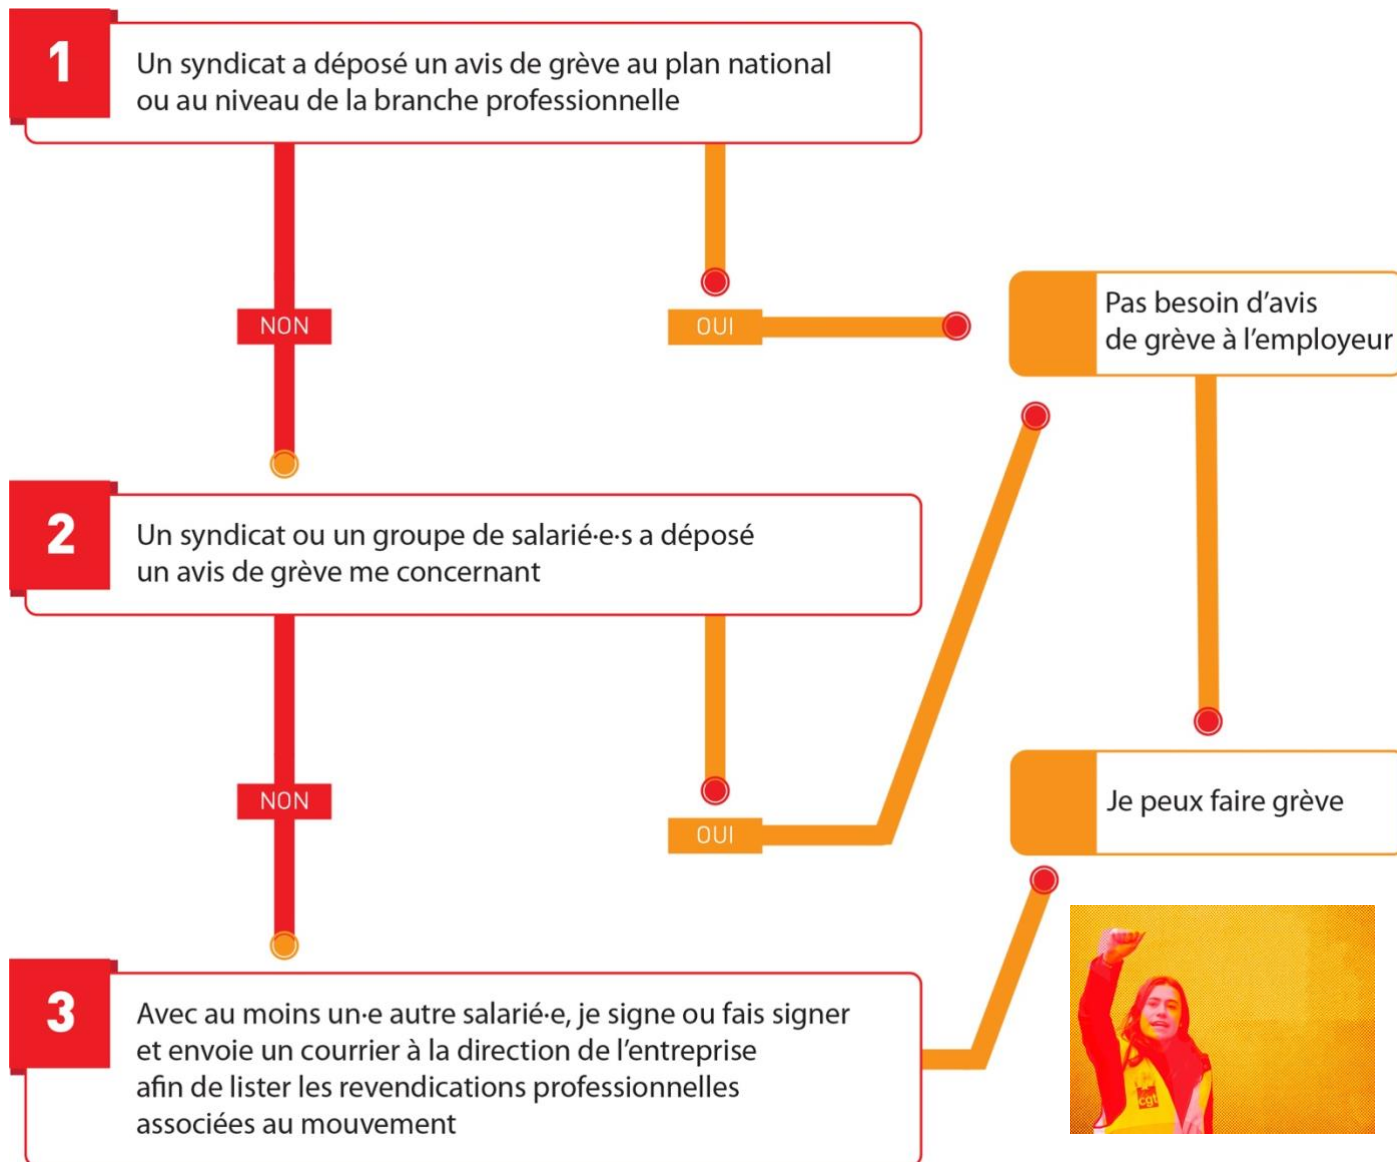 1
Un syndicat a déposé un avis de grève au plan national
ou au niveau de la branche professionnelle
NON
OUI
Pas besoin d’avis
de grève à l’employeur
2
Un syndicat ou un groupe de salarié·e·s a déposé
un avis de grève me concernant
NON
OUI
Je peux faire grève
3
Avec au moins un·e autre salarié·e, je signe ou fais signer
et envoie un courrier à la direction de l’entreprise
afin de lister les revendications professionnelles
associées au mouvement
cgt